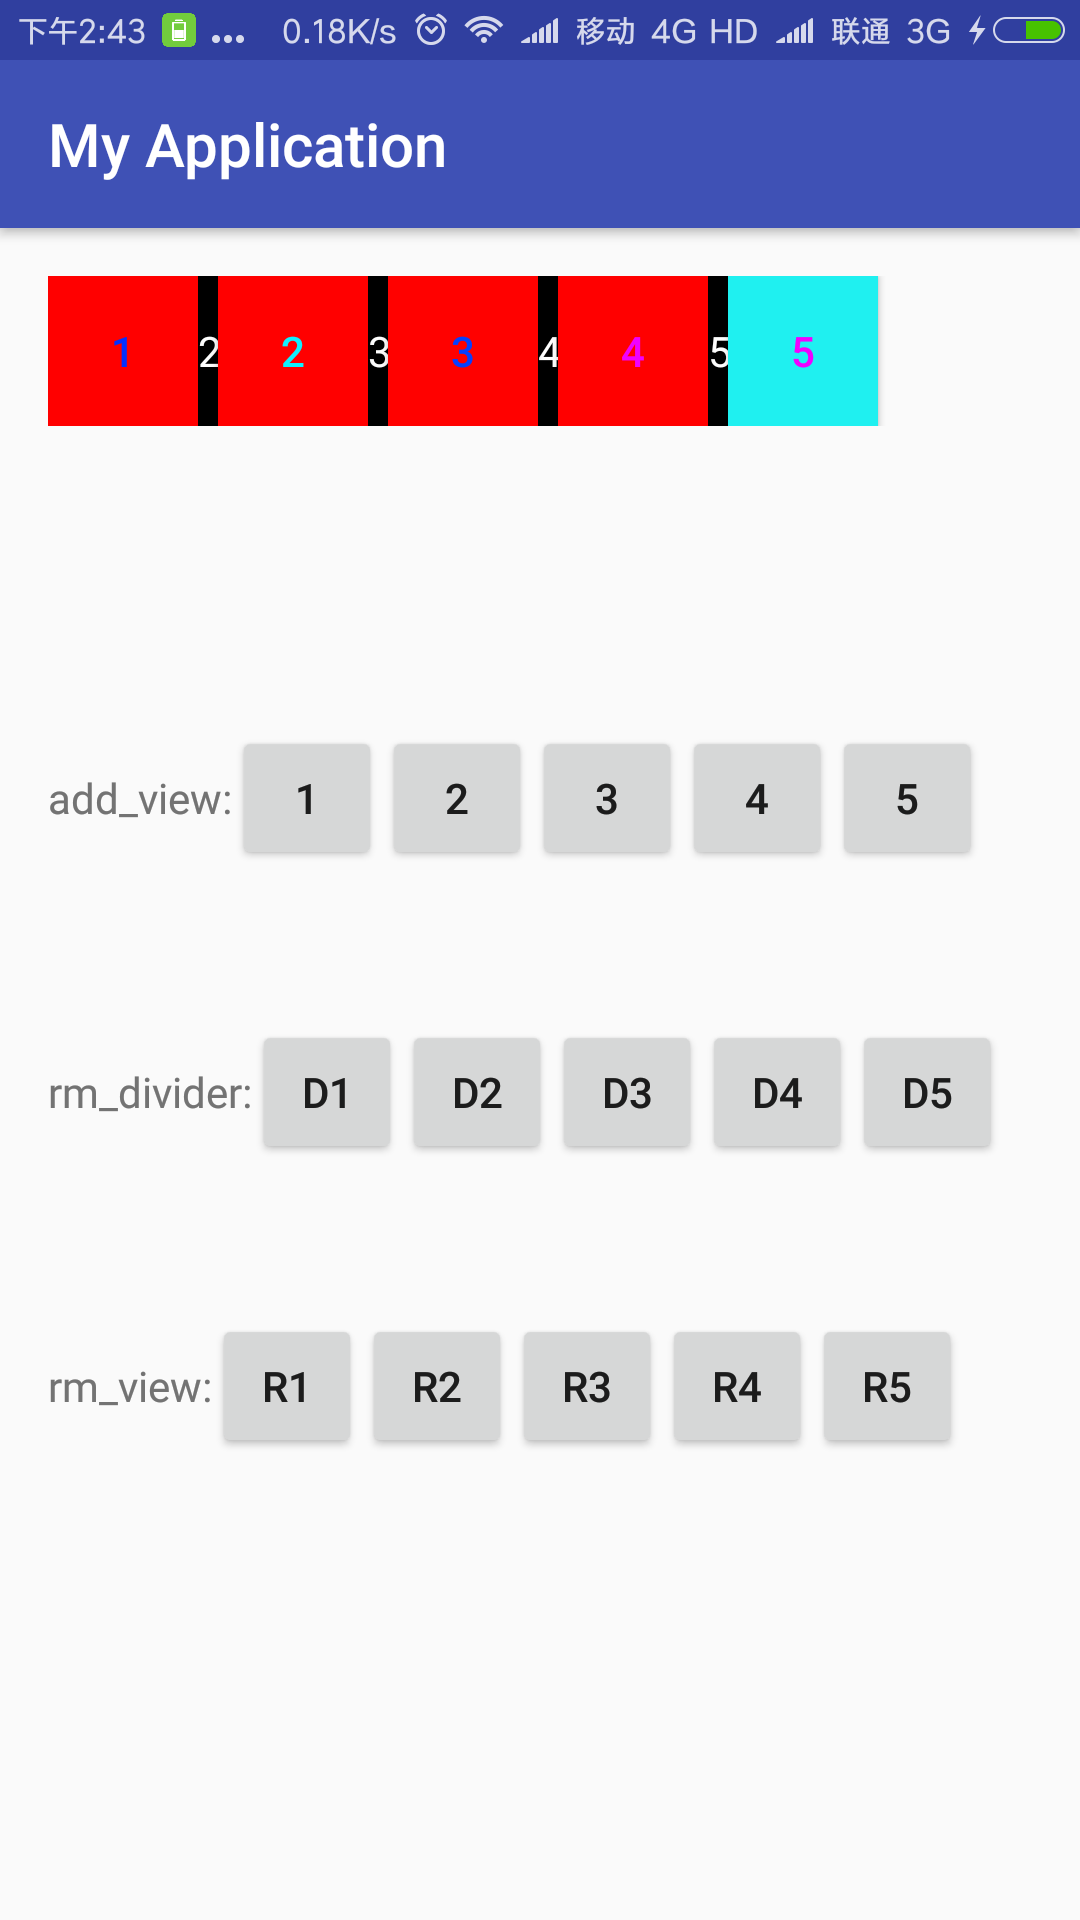 下午2:43 ... 0.18K/s 移动 4G HD 联通 3G
My Application
1 2 2 3 3 4 4 5 5
add_view: 1 2 3 4 5
rm_divider: D1 D2 D3 D4 D5
rm_view: R1 R2 R3 R4 R5